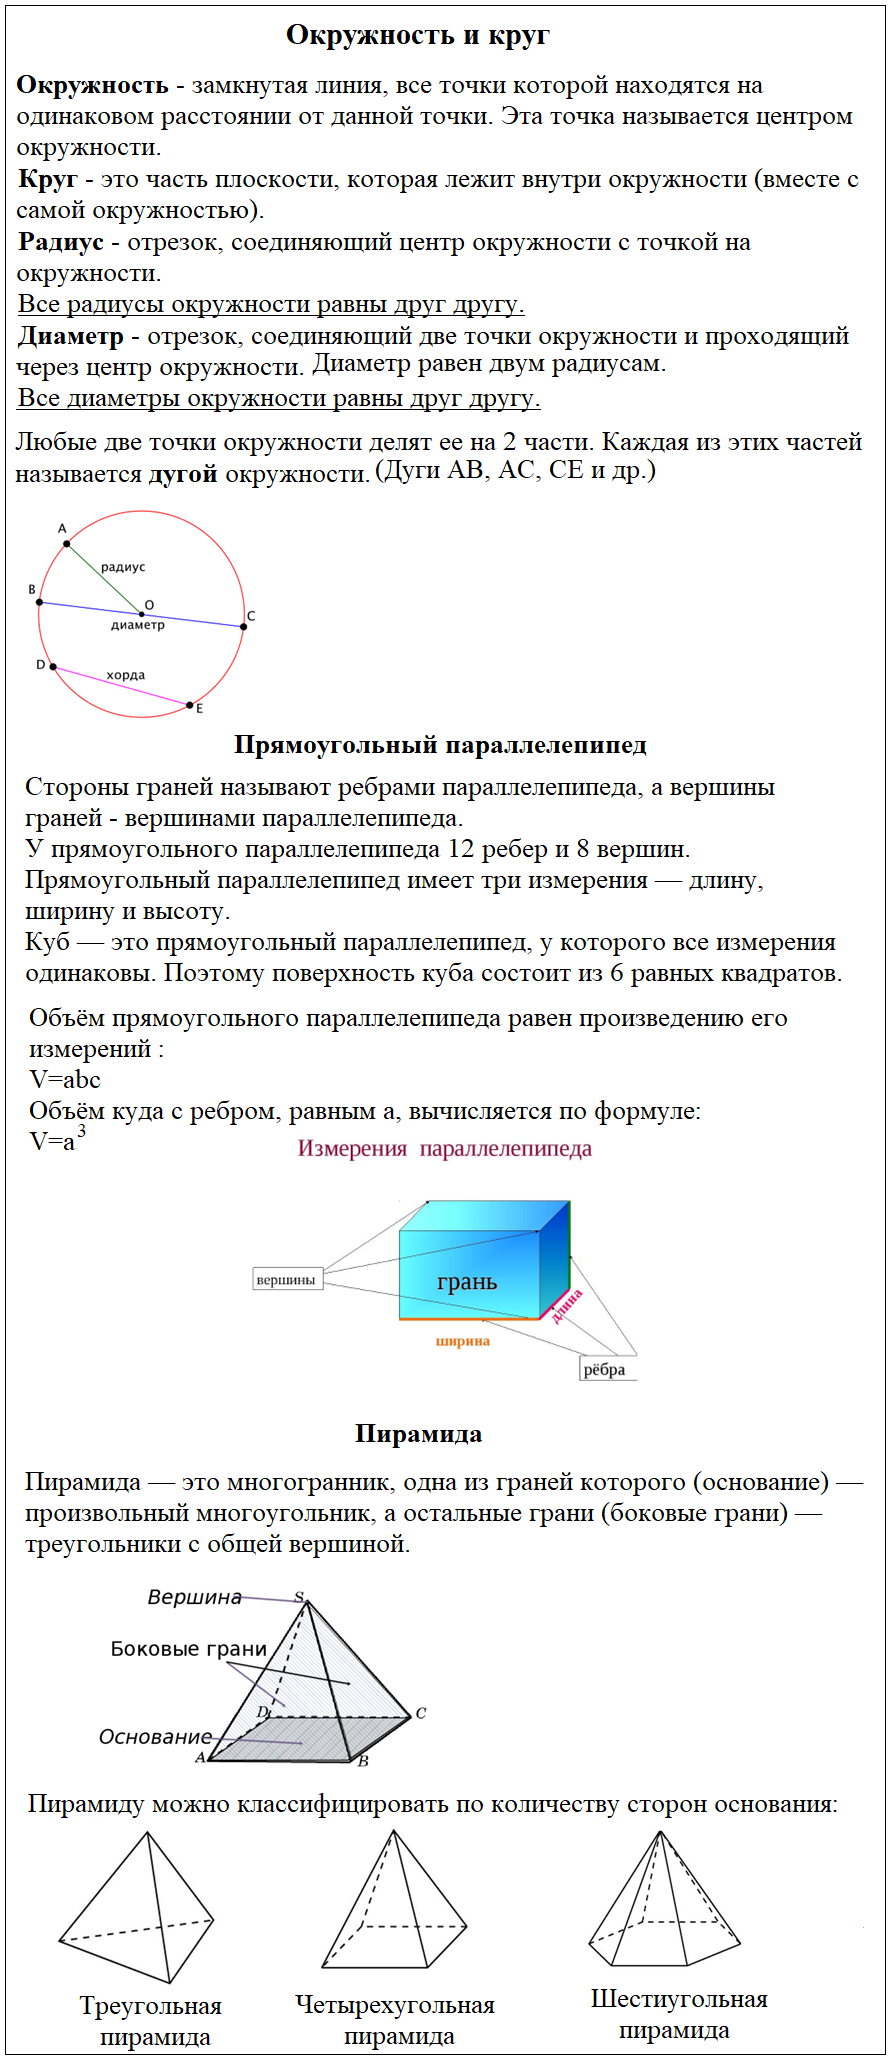 Окружность и круг
Окружность - замкнутая линия, все точки которой находятся на
одинаковом расстоянии от данной точки. Эта точка называется центром
окружности.
Круг - это часть плоскости, которая лежит внутри окружности (вместе с
самой окружностью).
Радиус - отрезок, соединяющий центр окружности с точкой на
окружности.
Все радиусы окружности равны друг другу.
Диаметр - отрезок, соединяющий две точки окружности и проходящий
через центр окружности. Диаметр равен двум радиусам.
Все диаметры окружности равны друг другу.
Любые две точки окружности делят ее на 2 части. Каждая из этих частей
называется дугой окружности. (Дуги AB, AC, CE и др.)
A
радиус
B
O
C
диаметр
D
хорда
E
Прямоугольный параллелепипед
Стороны граней называют ребрами параллелепипеда, а вершины
граней - вершинами параллелепипеда.
У прямоугольного параллелепипеда 12 ребер и 8 вершин.
Прямоугольный параллелепипед имеет три измерения — длину,
ширину и высоту.
Куб — это прямоугольный параллелепипед, у которого все измерения
одинаковы. Поэтому поверхность куба состоит из 6 равных квадратов.
Объём прямоугольного параллелепипеда равен произведению его
измерений :
V=abc
Объём куда с ребром, равным a, вычисляется по формуле:
V=a³
Измерения параллелепипеда
вершины
грань
длина
ширина
рёбра
Пирамида
Пирамида — это многогранник, одна из граней которого (основание) —
произвольный многоугольник, а остальные грани (боковые грани) —
треугольники с общей вершиной.
Вершина
S
Боковые грани
D
C
Основание
A
B
Пирамиду можно классифицировать по количеству сторон основания:
Треугольная
пирамида
Четырехугольная
пирамида
Шестиугольная
пирамида